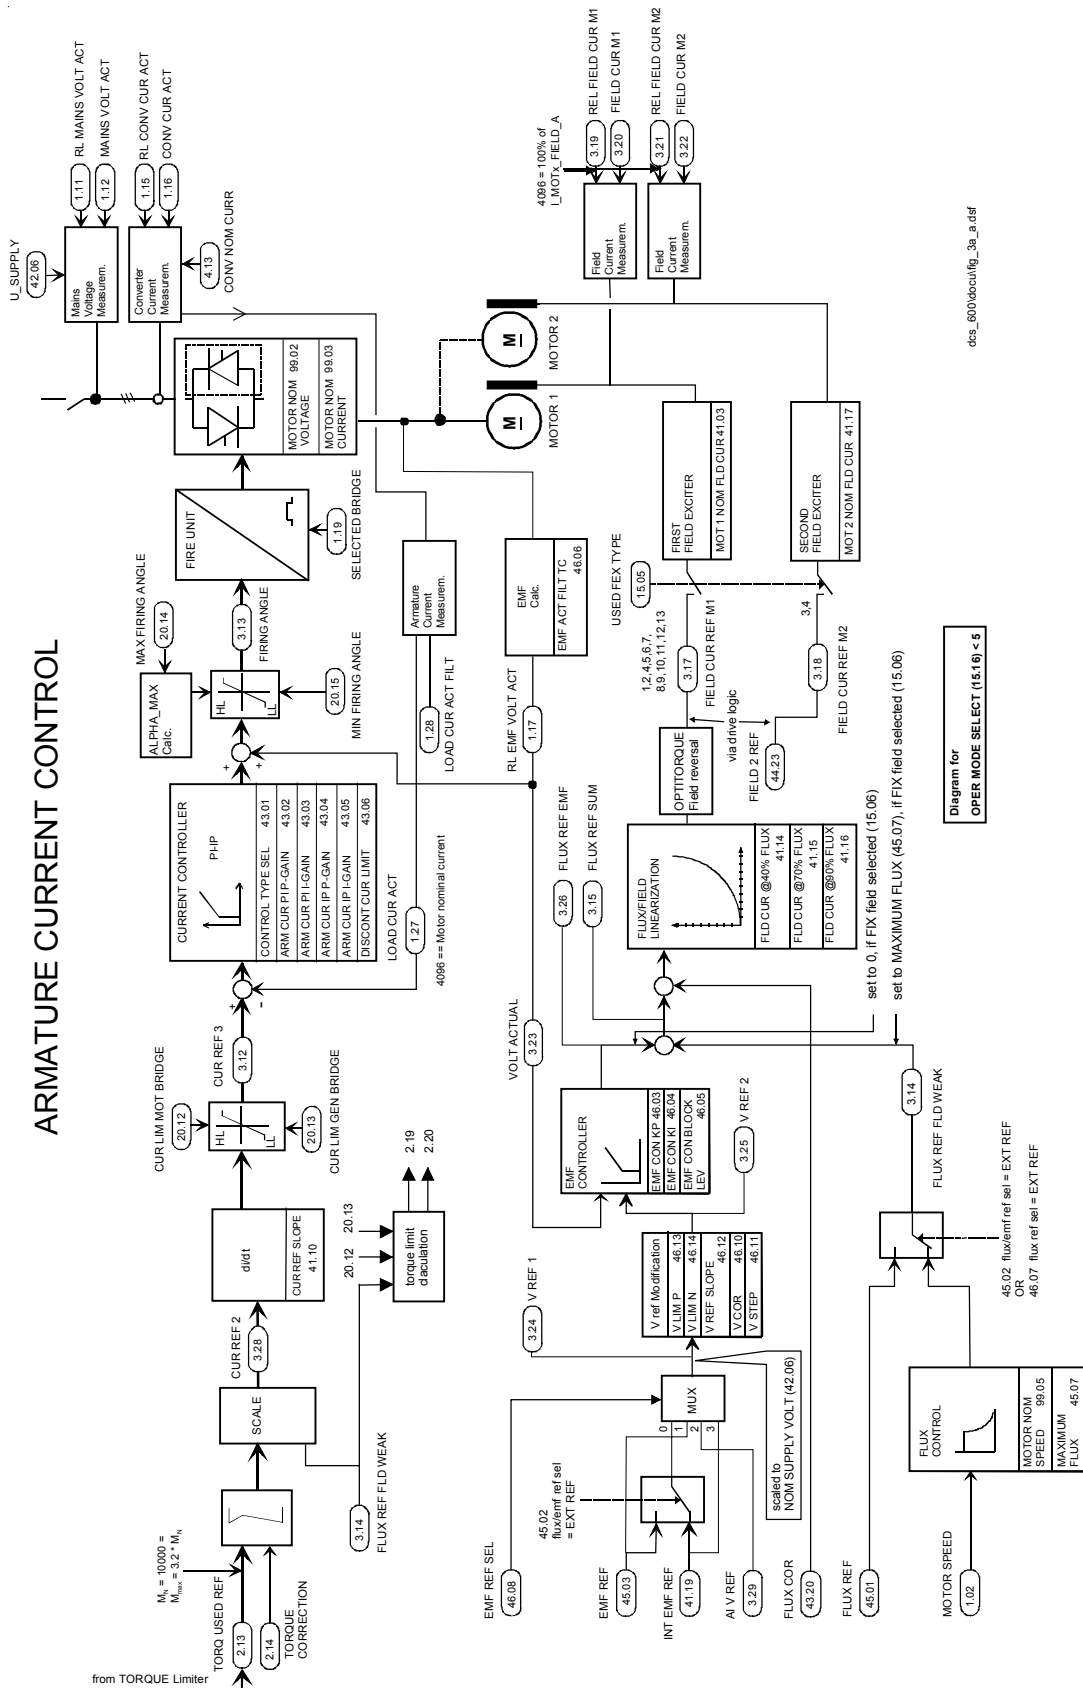 ARMATURE CURRENT CONTROL
from TORQUE Limiter
2.13
TORQ USED REF
2.14
TORQUE
CORRECTION
M_N = 10000 =
M_max = 3.2 * M_N
SCALE
3.14
FLUX REF FLD WEAK
3.28
CUR REF 2
di/dt
CUR REF SLOPE
41.10
20.12
20.13
torque limit
claculation
2.19
2.20
CUR LIM MOT BRIDGE
20.12
HL
LL
20.13
CUR LIM GEN BRIDGE
3.12
CUR REF 3
+
-
CURRENT CONTROLLER
PI-IP
CONTROL TYPE SEL 43.01
ARM CUR PI P-GAIN 43.02
ARM CUR PI I-GAIN 43.03
ARM CUR IP P-GAIN 43.04
ARM CUR IP I-GAIN 43.05
DISCONT CUR LIMIT 43.06
LOAD CUR ACT
1.27
4096 == Motor nominal current
+
+
ALPHA_MAX
Calc.
MAX FIRING ANGLE
20.14
HL
LL
20.15
MIN FIRING ANGLE
3.13
FIRING ANGLE
FIRE UNIT
1.19
SELECTED BRIDGE
1.28
LOAD CUR ACT FILT
Armature
Current
Measurem.
MOTOR NOM 99.02
VOLTAGE
MOTOR NOM 99.03
CURRENT
U_SUPPLY
42.06
Mains
Voltage
Measurem.
1.11
RL MAINS VOLT ACT
1.12
MAINS VOLT ACT
Converter
Current
Measurem.
1.15
RL CONV CUR ACT
1.16
CONV CUR ACT
4.13
CONV NOM CURR
M
MOTOR 1
M
MOTOR 2
EMF
Calc.
EMF ACT FILT TC
46.06
1.17
RL EMF VOLT ACT
VOLT ACTUAL
3.23
4096 = 100% of
I_MOTx_FIELD_A
Field
Current
Measurem.
3.19
REL FIELD CUR M1
3.20
FIELD CUR M1
Field
Current
Measurem.
3.21
REL FIELD CUR M2
3.22
FIELD CUR M2
EMF REF SEL
46.08
45.02
flux/emf ref sel
= EXT REF
EMF REF
45.03
INT EMF REF
41.19
AI V REF
3.29
MUX
0
1
2
3
scaled to
NOM SUPPLY VOLT (42.06)
3.24
V REF 1
V ref Modification
V LIM P 46.13
V LIM N 46.14
V REF SLOPE
46.12
V COR 46.10
V STEP 46.11
EMF
CONTROLLER
EMF CON KP 46.03
EMF CON KI 46.04
EMF CON BLOCK
LEV 46.05
3.25
V REF 2
3.26
FLUX REF EMF
3.15
FLUX REF SUM
FLUX COR
43.20
FLUX REF
45.01
MOTOR SPEED
1.02
FLUX
CONTROL
MOTOR NOM
SPEED 99.05
MAXIMUM
FLUX 45.07
45.02 flux/emf ref sel = EXT REF
OR
46.07 flux ref sel = EXT REF
3.14
FLUX REF FLD WEAK
set to 0, if FIX field selected (15.06)
set to MAXIMUM FLUX (45.07), if FIX field selected (15.06)
FLUX/FIELD
LINEARIZATION
FLD CUR @40% FLUX
41.14
FLD CUR @70% FLUX
41.15
FLD CUR @90% FLUX
41.16
OPTITORQUE
Field reversal
via drive logic
FIELD 2 REF
44.23
1,2,4,5,6,7,
8,9,10,11,12,13
3.17
FIELD CUR REF M1
3,4
3.18
FIELD CUR REF M2
USED FEX TYPE
15.05
FIRST
FIELD EXCITER
MOT 1 NOM FLD CUR 41.03
SECOND
FIELD EXCITER
MOT 2 NOM FLD CUR 41.17
Diagram for
OPER MODE SELECT (15.16) < 5
dcs_600\docu\fig_3a_a.dsf